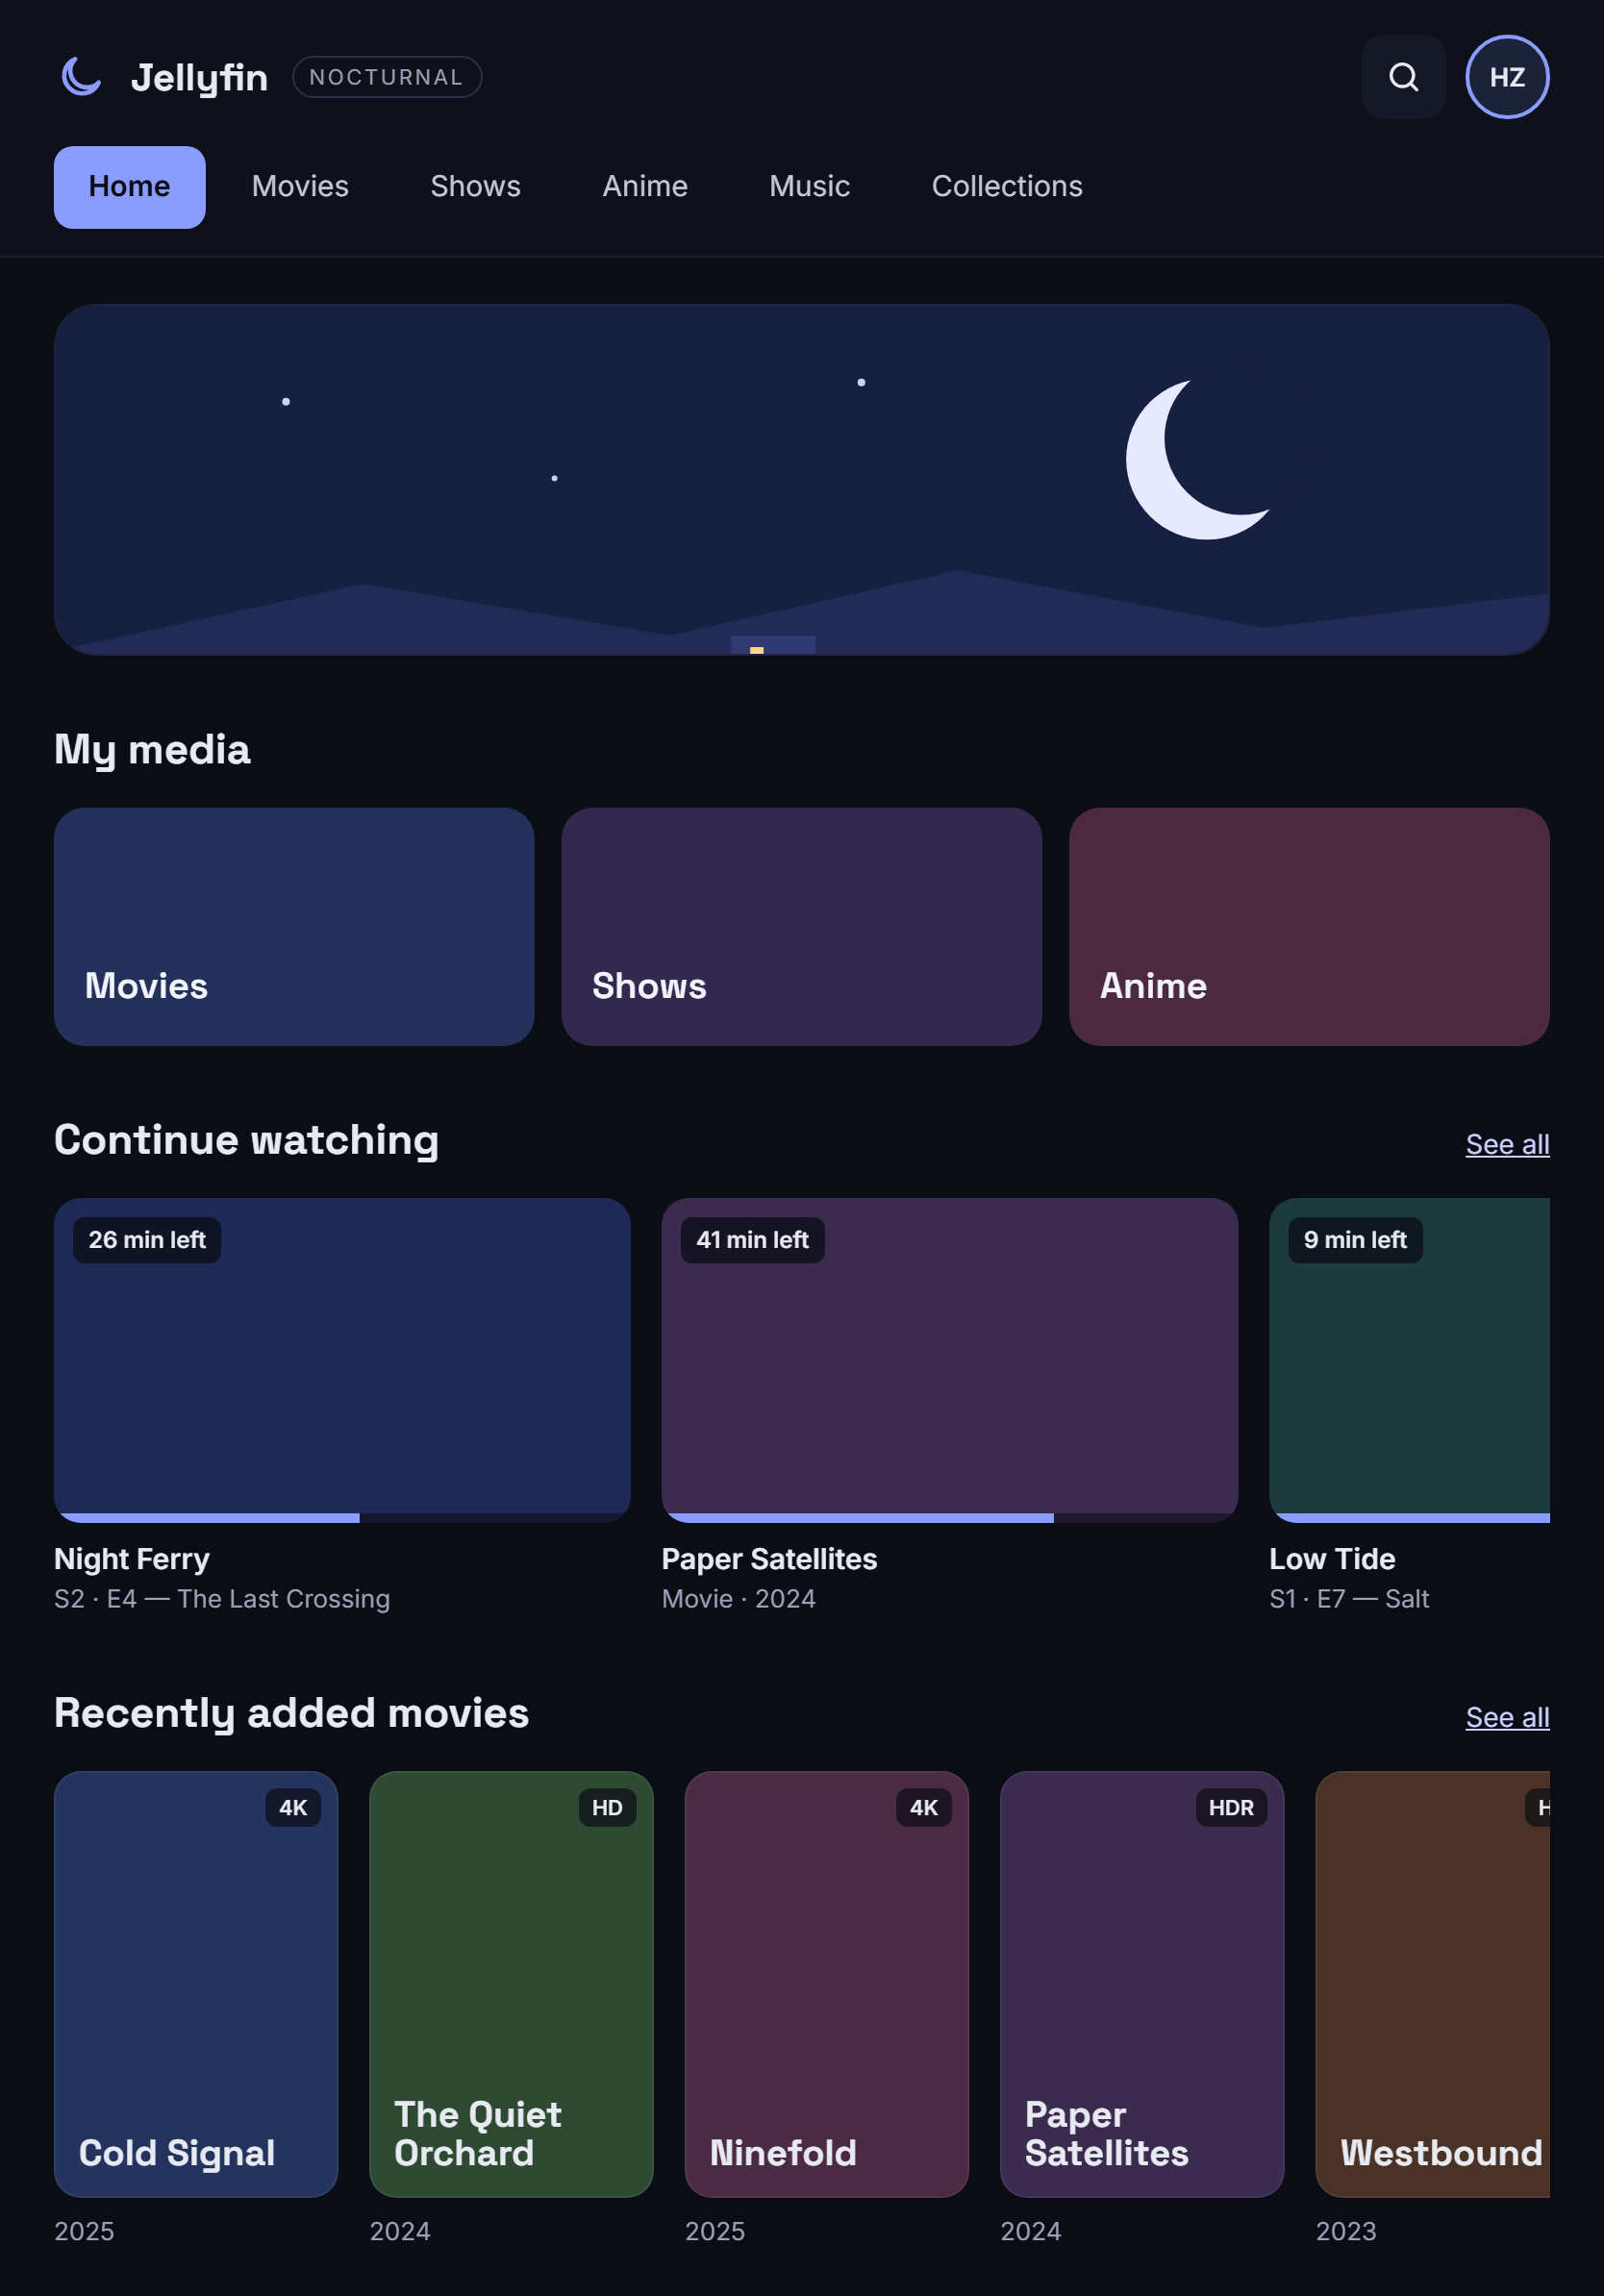 Jellyfin NOCTURNAL
HZ
Home Movies Shows Anime Music Collections
My media
Movies Shows Anime
Continue watching
See all
26 min left
41 min left
9 min left
Night Ferry
S2 · E4 — The Last Crossing
Paper Satellites
Movie · 2024
Low Tide
S1 · E7 — Salt
Recently added movies
See all
4K
Cold Signal
2025
HD
The Quiet
Orchard
2024
4K
Ninefold
2025
HDR
Paper
Satellites
2024
Westbound
2023